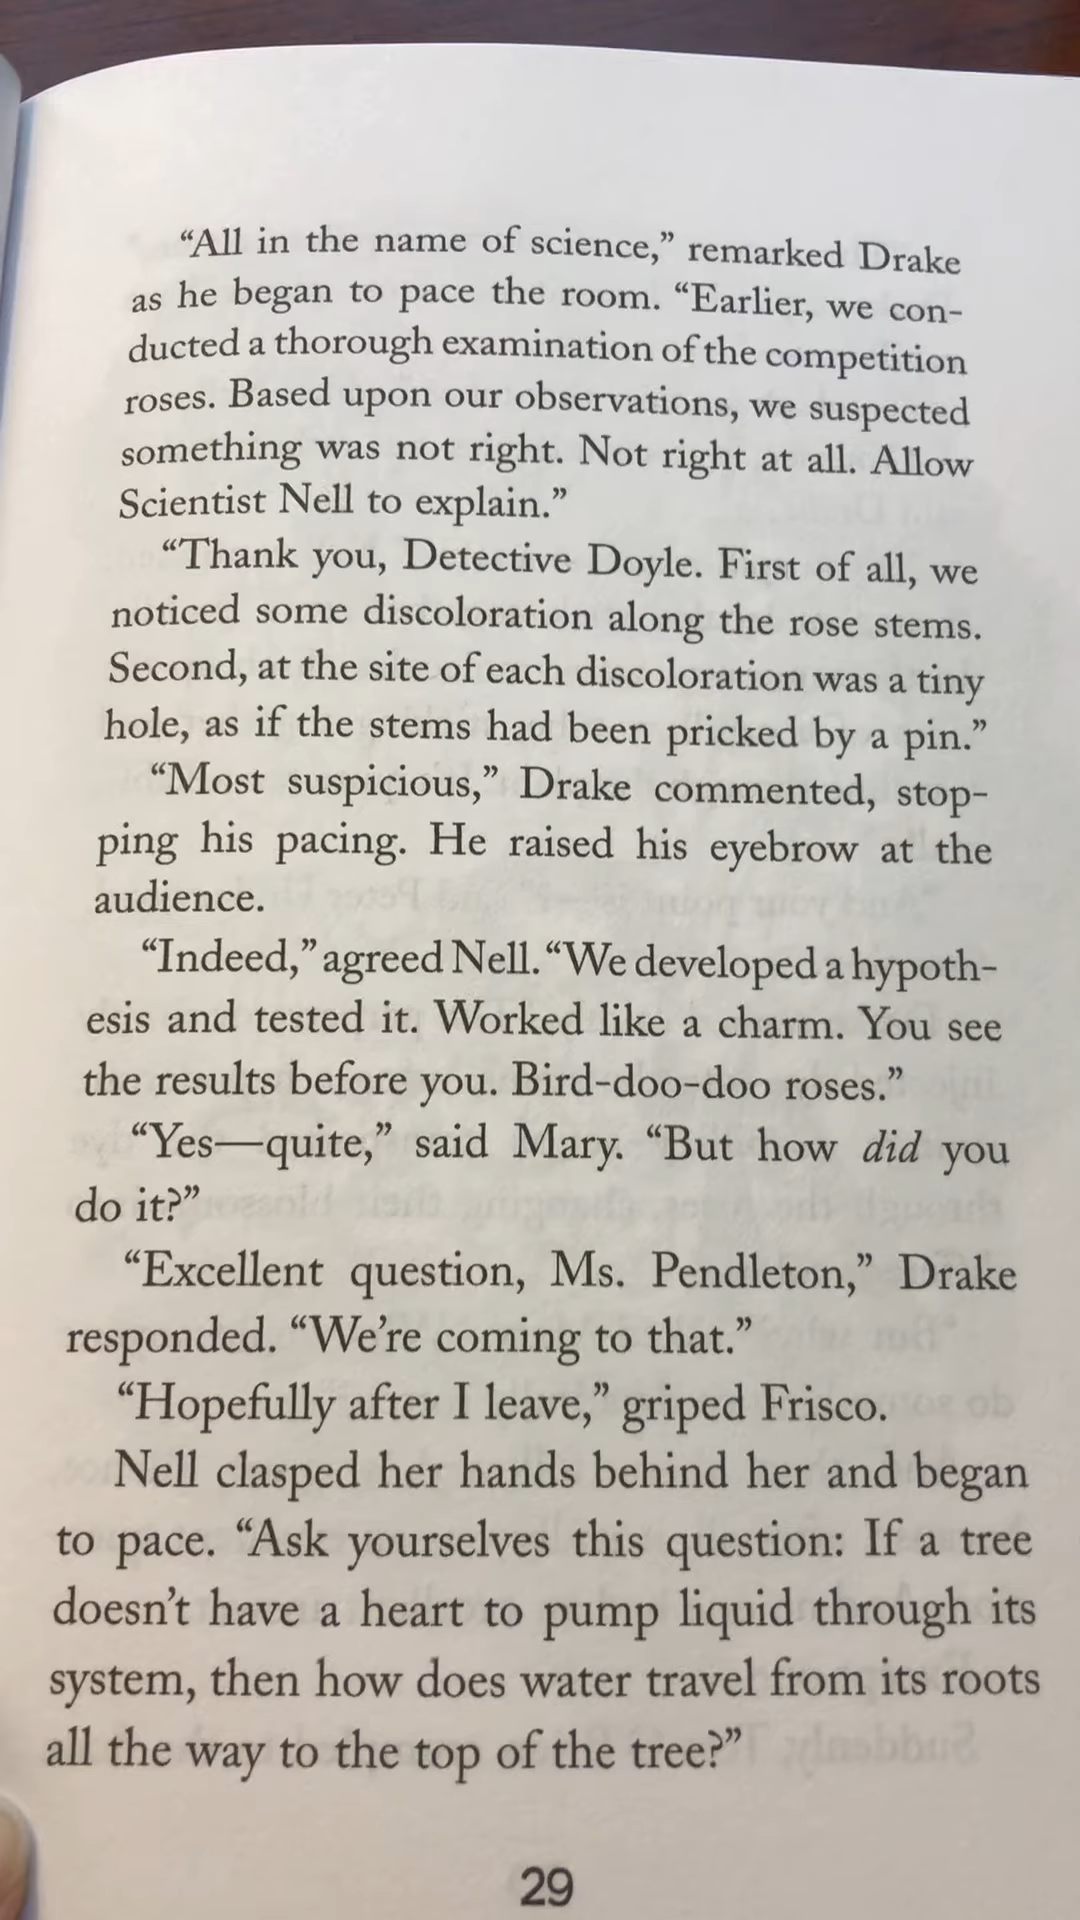 “All in the name of science,” remarked Drake
as he began to pace the room. “Earlier, we con-
ducted a thorough examination of the competition
roses. Based upon our observations, we suspected
something was not right. Not right at all. Allow
Scientist Nell to explain.”
“Thank you, Detective Doyle. First of all, we
noticed some discoloration along the rose stems.
Second, at the site of each discoloration was a tiny
hole, as if the stems had been pricked by a pin.”
“Most suspicious,” Drake commented, stop-
ping his pacing. He raised his eyebrow at the
audience.
“Indeed,” agreed Nell. “We developed a hypoth-
esis and tested it. Worked like a charm. You see
the results before you. Bird-doo-doo roses.”
“Yes—quite,” said Mary. “But how did you
do it?”
“Excellent question, Ms. Pendleton,” Drake
responded. “We’re coming to that.”
“Hopefully after I leave,” griped Frisco.
Nell clasped her hands behind her and began
to pace. “Ask yourselves this question: If a tree
doesn’t have a heart to pump liquid through its
system, then how does water travel from its roots
all the way to the top of the tree?”
29